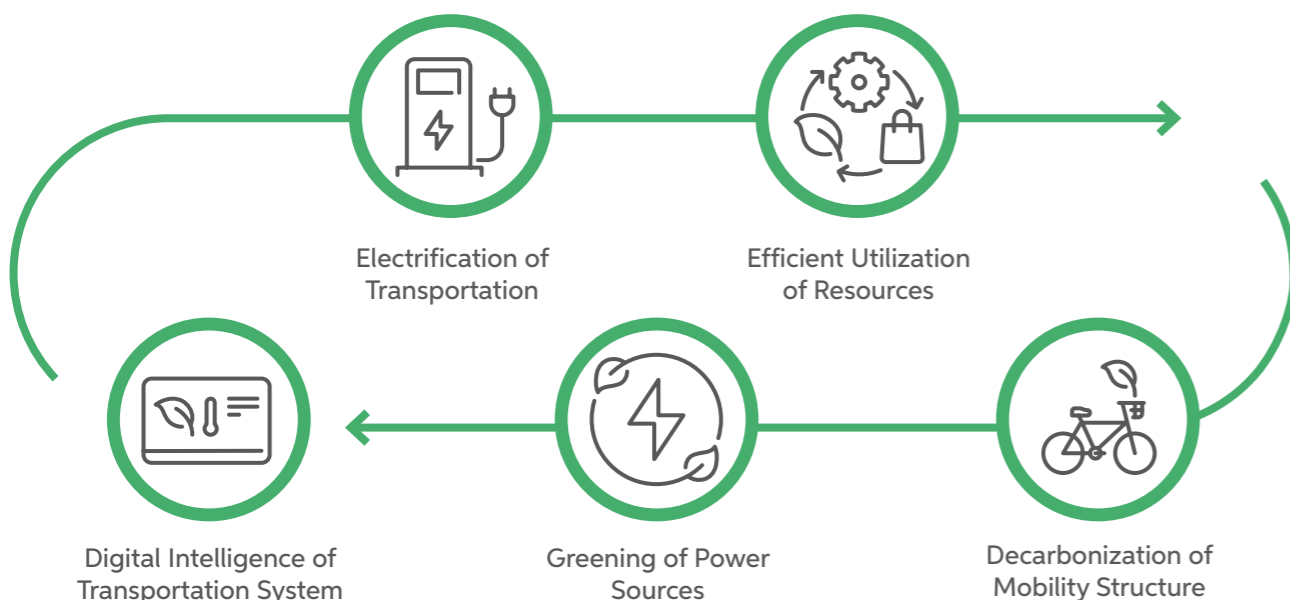 Electrification of
Transportation
Efficient Utilization
of Resources
Digital Intelligence of
Transportation System
Greening of Power
Sources
Decarbonization of
Mobility Structure